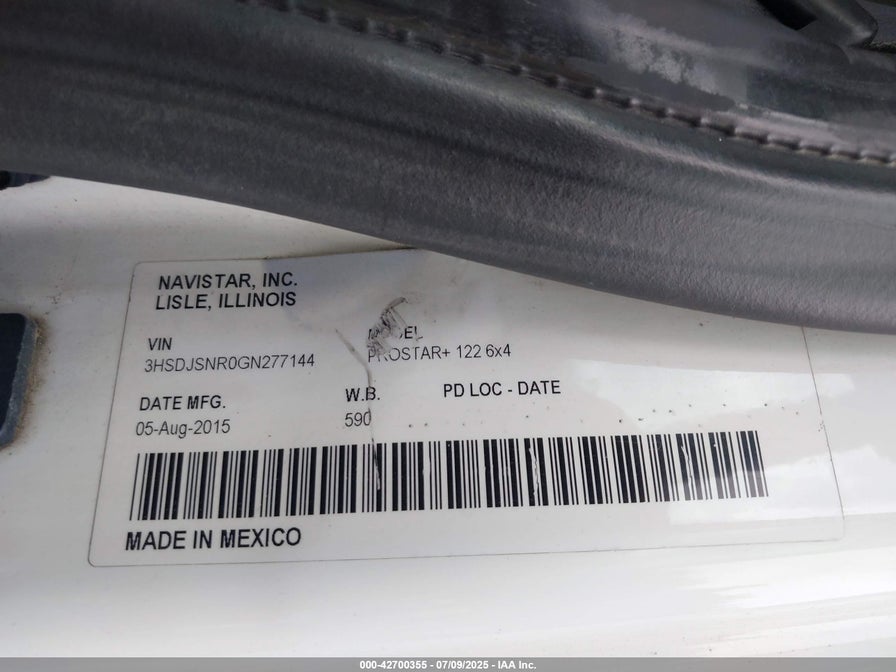 NAVISTAR, INC.
LISLE, ILLINOIS
VIN
3HSDJSNR0GN277144
MODEL
PROSTAR+ 122 6x4
DATE MFG.
05-Aug-2015
W.B.
590
PD LOC - DATE
MADE IN MEXICO
000-42700355 - 07/09/2025 - IAA Inc.